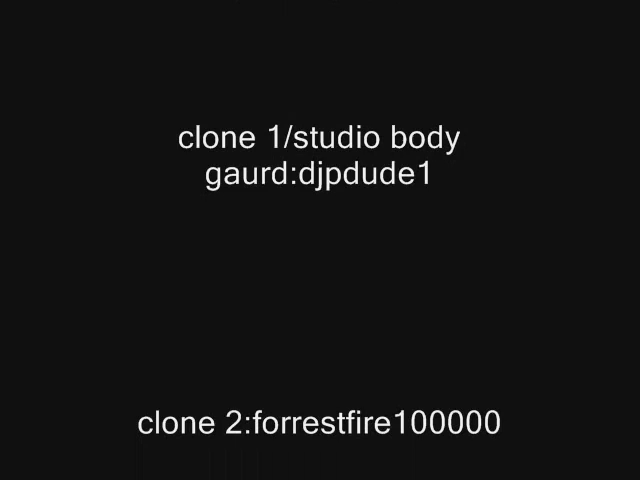 clone 1/studio body
gaurd:djpdude1
clone 2:forrestfire100000